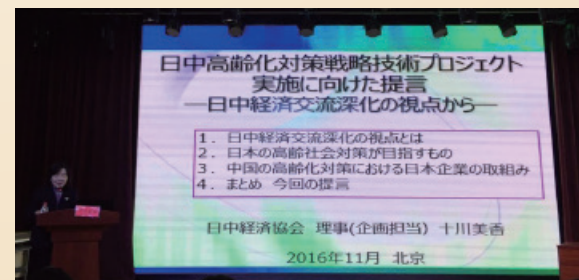 日中高齢化対策戦略技術プロジェクト
実施に向けた提言
―日中経済交流深化の視点から―
1. 日中経済交流深化の視点とは
2. 日本の高齢社会対策が目指すもの
3. 中国の高齢化対策における日本企業の取組み
4. まとめ 今回の提言
日中経済協会 理事(企画担当) 十川美香
2016年11月 北京